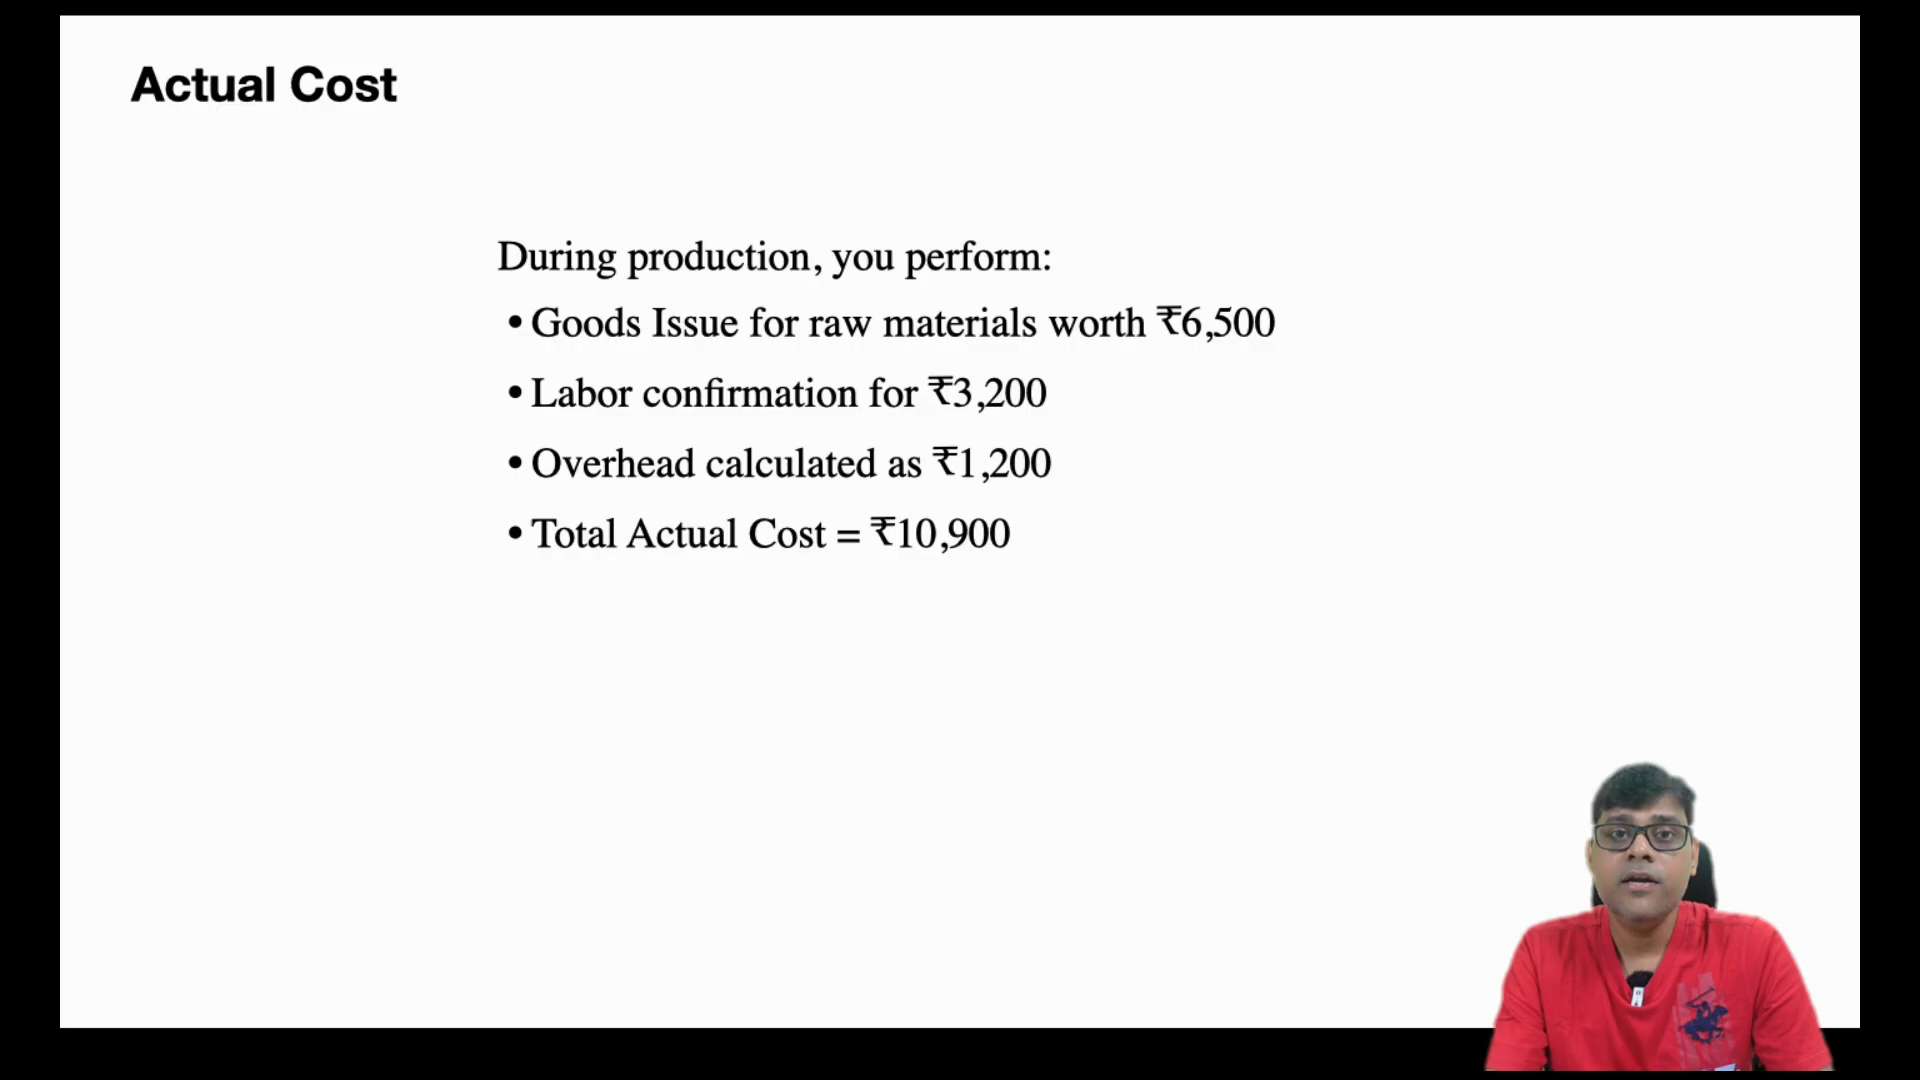 Actual Cost
During production, you perform:
• Goods Issue for raw materials worth ₹6,500
• Labor confirmation for ₹3,200
• Overhead calculated as ₹1,200
• Total Actual Cost = ₹10,900